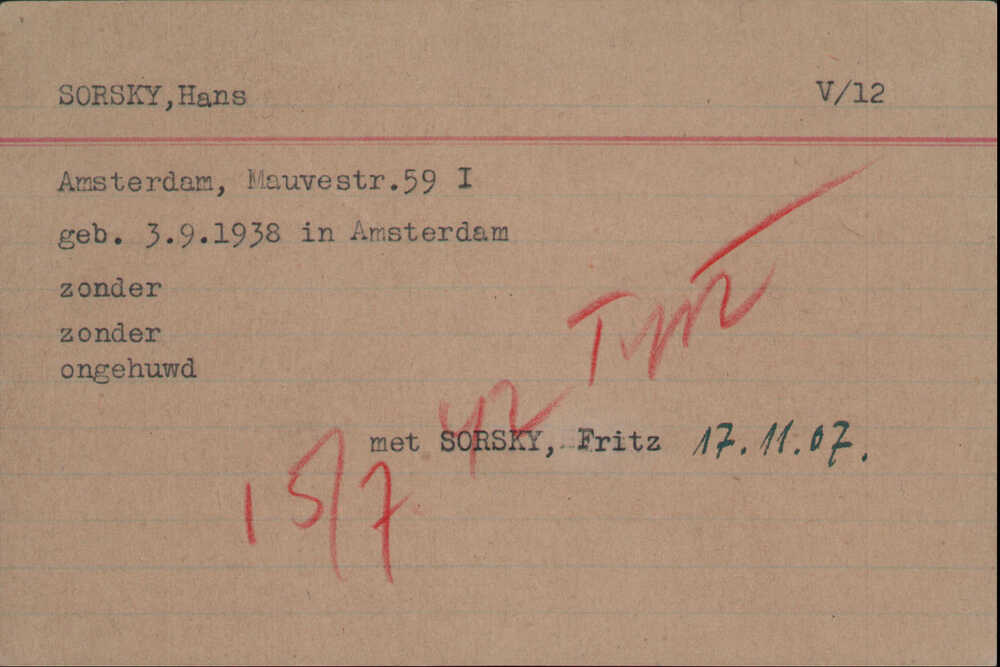 SORSKY,Hans V/12
Amsterdam, Mauvestr.59 I
geb. 3.9.1938 in Amsterdam
zonder
zonder
ongehuwd
met SORSKY, Fritz 17.11.07.
15/7 42